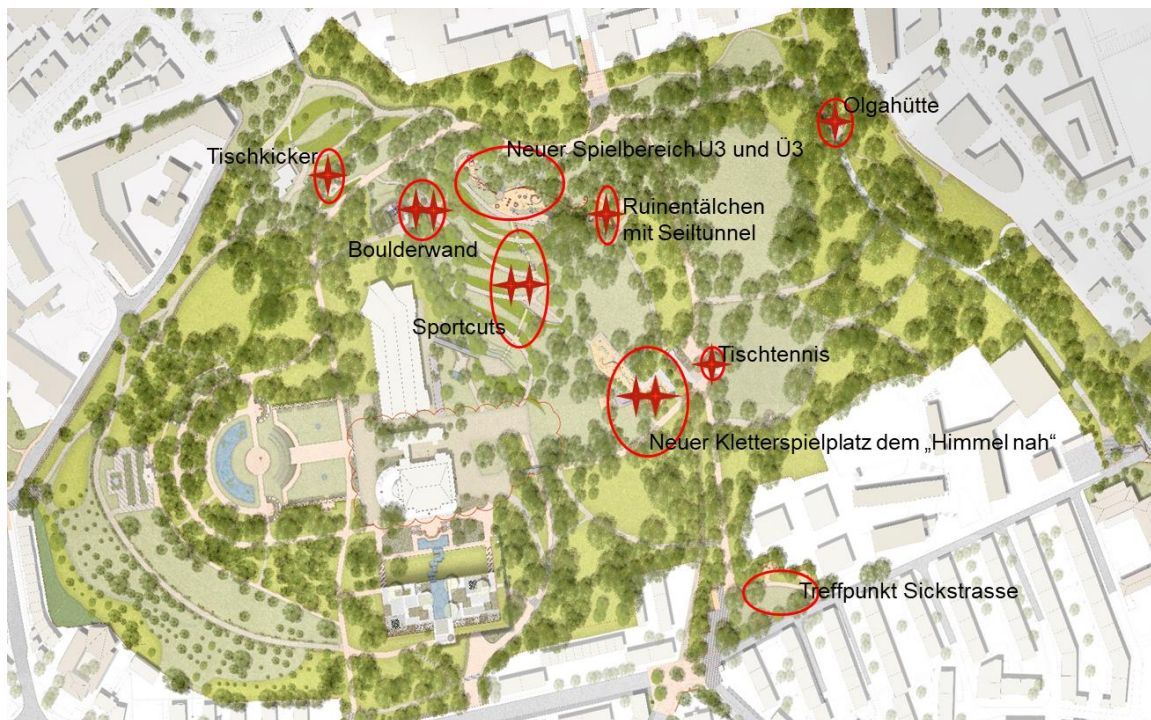 Olgahütte
Tischkicker
Neuer Spielbereich U3 und Ü3
Ruinentälchen
mit Seiltunnel
Boulderwand
Sportcuts
Tischtennis
Neuer Kletterspielplatz dem „Himmel nah“
Treffpunkt Sickstrasse